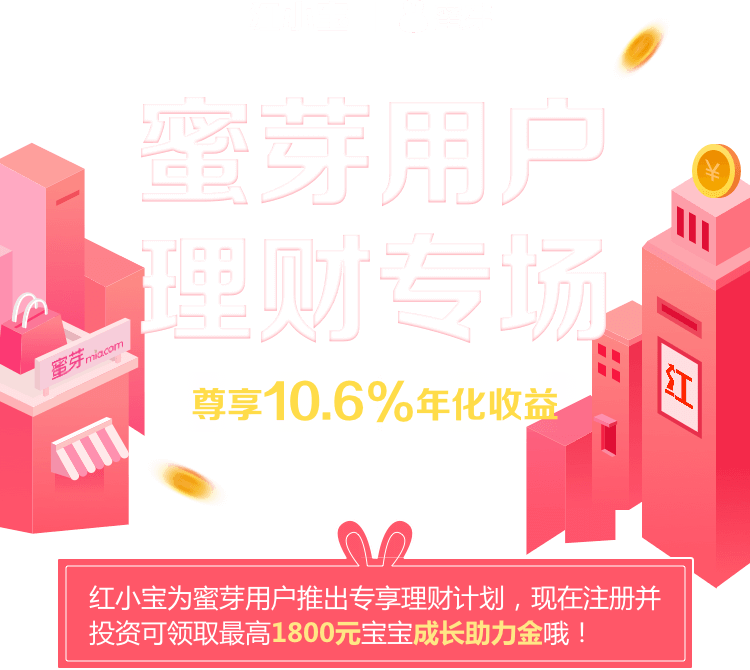 蜜芽用户
理财专场
尊享10.6%年化收益
蜜芽mia.com
红
红小宝为蜜芽用户推出专享理财计划，现在注册并
投资可领取最高1800元宝宝成长助力金哦！